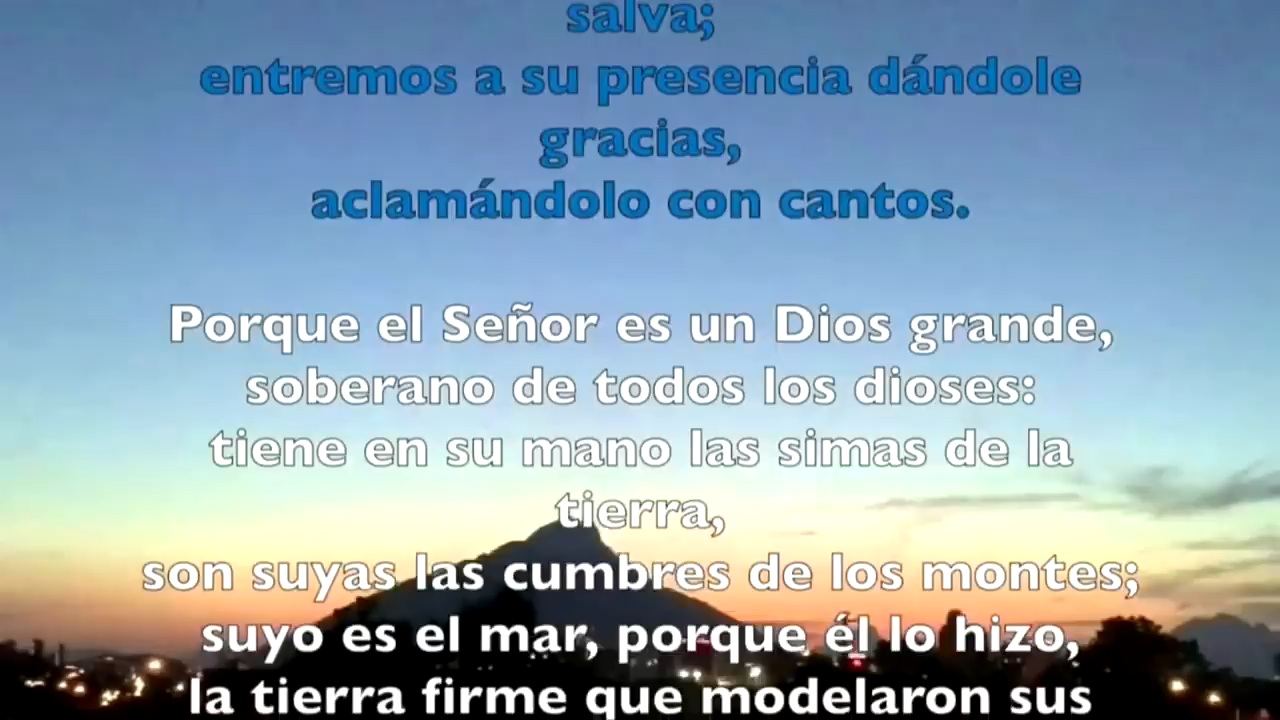 salva;
entremos a su presencia dándole
gracias,
aclamándolo con cantos.
Porque el Señor es un Dios grande,
soberano de todos los dioses:
tiene en su mano las simas de la
tierra,
son suyas las cumbres de los montes;
suyo es el mar, porque él lo hizo,
la tierra firme que modelaron sus